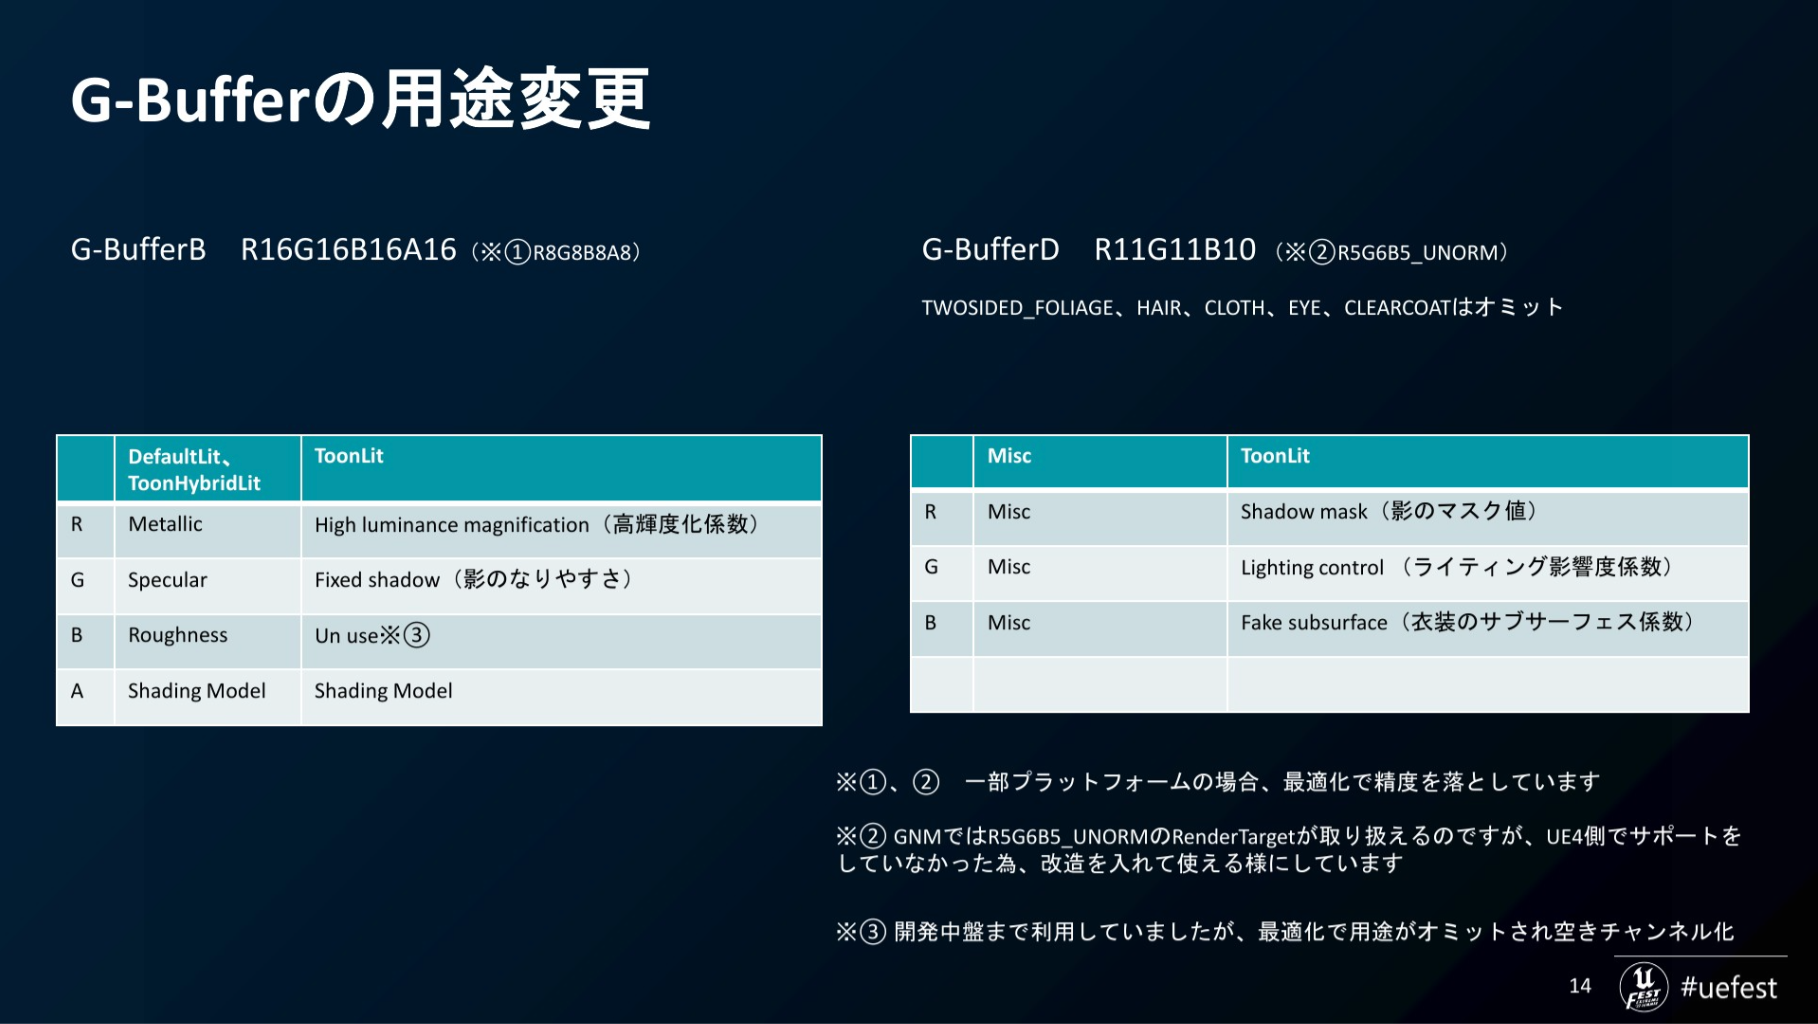 G-Bufferの用途変更
G-BufferB　R16G16B16A16（※①R8G8B8A8）
G-BufferD　R11G11B10（※②R5G6B5_UNORM）
TWOSIDED_FOLIAGE、HAIR、CLOTH、EYE、CLEARCOATはオミット
DefaultLit、
ToonHybridLit
ToonLit
R Metallic High luminance magnification（高輝度化係数）
G Specular Fixed shadow（影のなりやすさ）
B Roughness Un use※③
A Shading Model Shading Model
Misc ToonLit
R Misc Shadow mask（影のマスク値）
G Misc Lighting control （ライティング影響度係数）
B Misc Fake subsurface（衣装のサブサーフェス係数）
※①、②　一部プラットフォームの場合、最適化で精度を落としています
※② GNMではR5G6B5_UNORMのRenderTargetが取り扱えるのですが、UE4側でサポートを
していなかった為、改造を入れて使える様にしています
※③ 開発中盤まで利用していましたが、最適化で用途がオミットされ空きチャンネル化
14
FEST
#uefest